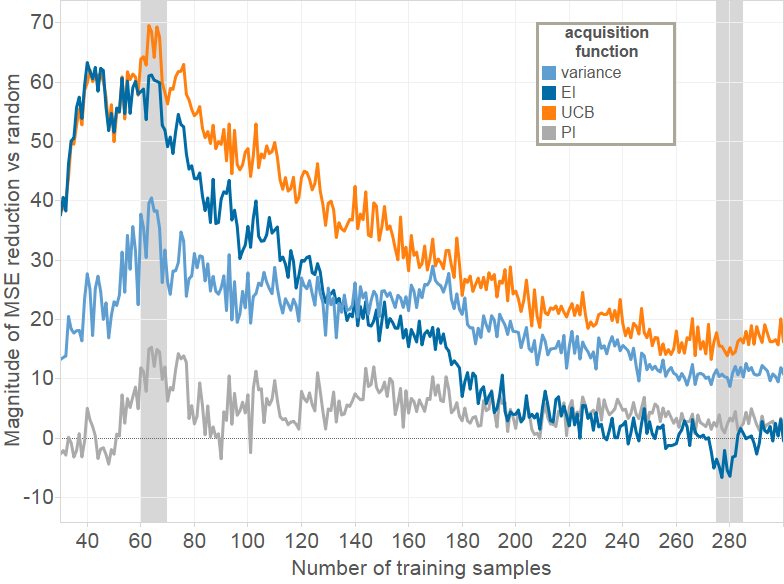 Magnitude of MSE reduction vs random
70
60
50
40
30
20
10
0
-10
acquisition
function
variance
EI
UCB
PI
40 60 80 100 120 140 160 180 200 220 240 260 280
Number of training samples